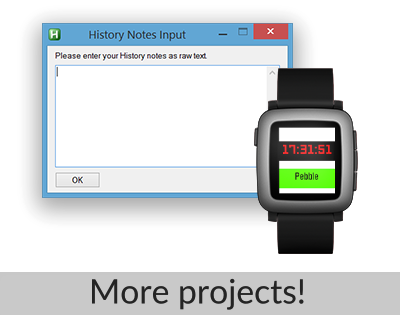 H
History Notes Input
Please enter your History notes as raw text.
OK
17:31:51
Pebble
More projects!